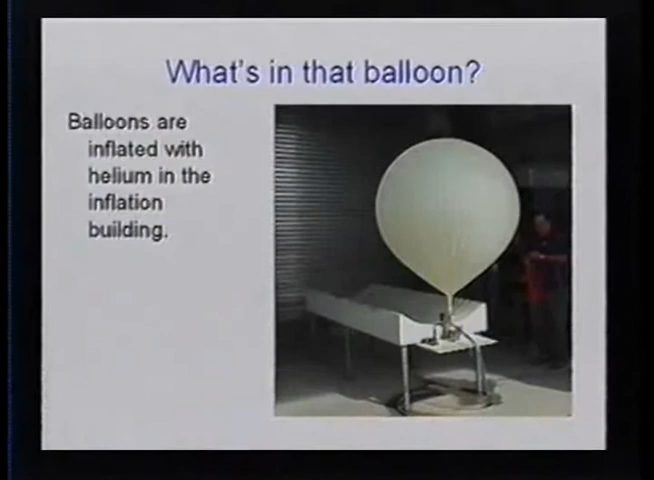 What's in that balloon?
Balloons are
inflated with
helium in the
inflation
building.